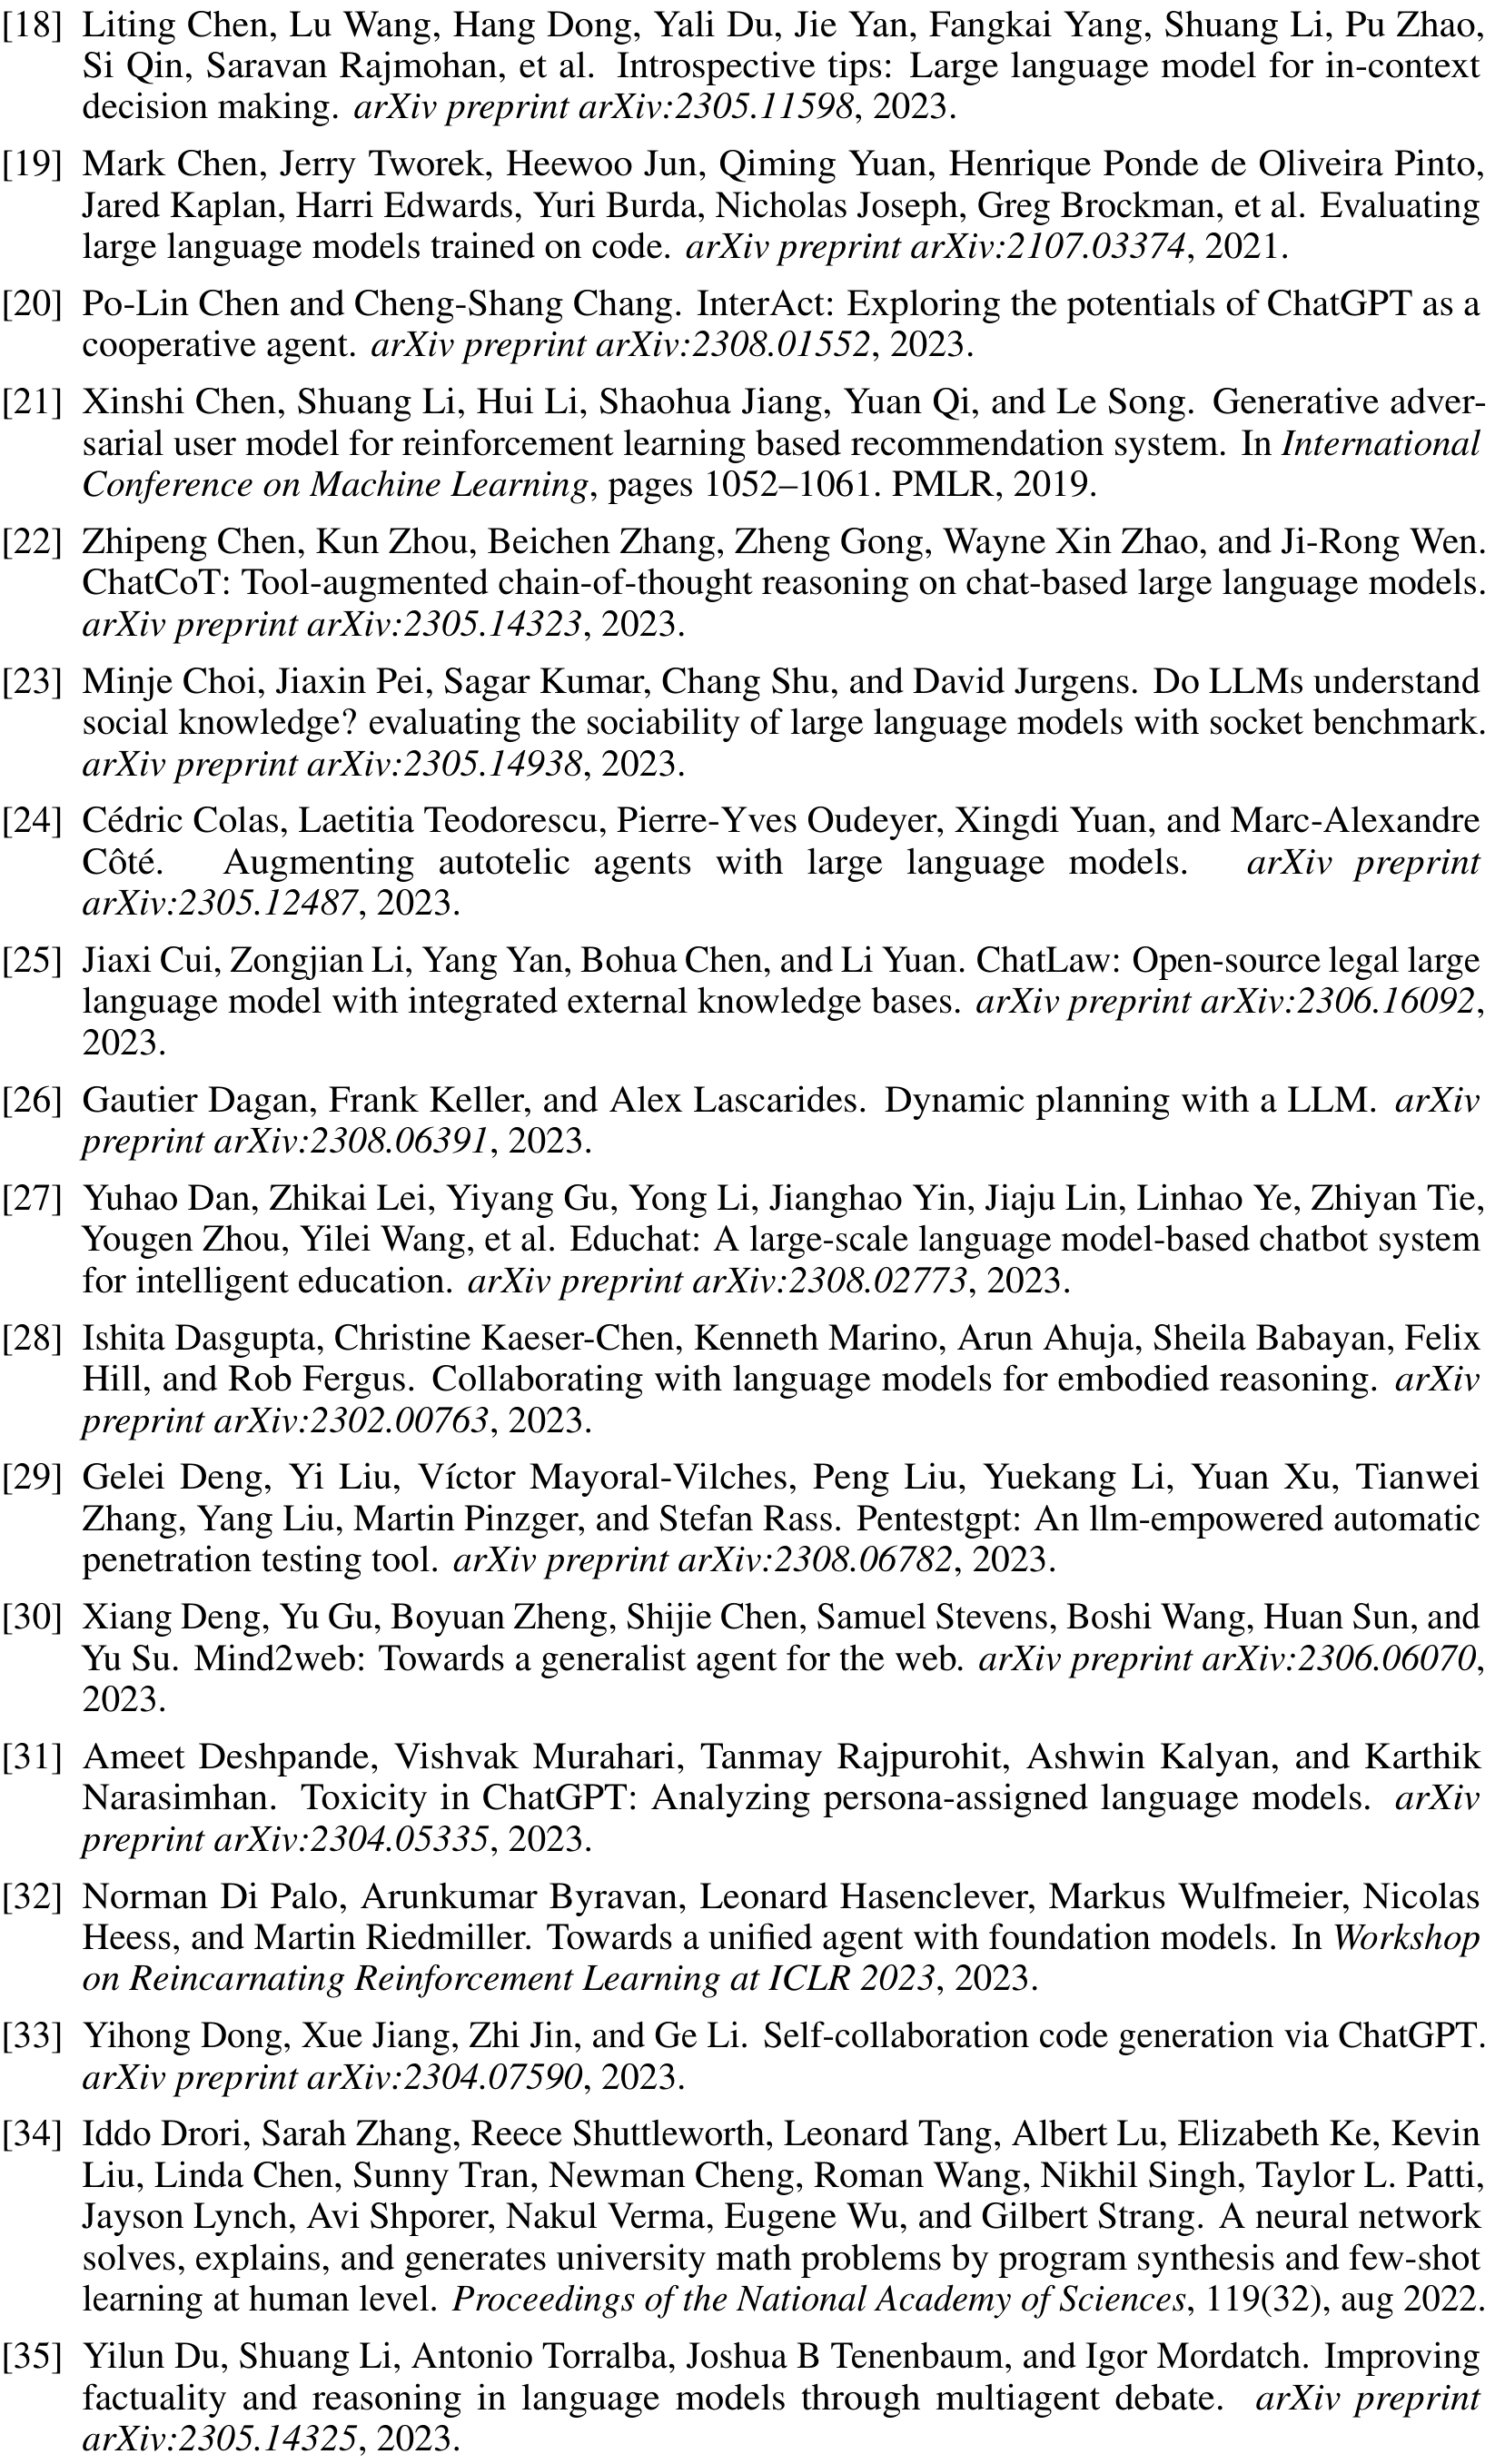 [18] Liting Chen, Lu Wang, Hang Dong, Yali Du, Jie Yan, Fangkai Yang, Shuang Li, Pu Zhao,
Si Qin, Saravan Rajmohan, et al. Introspective tips: Large language model for in-context
decision making. arXiv preprint arXiv:2305.11598, 2023.
[19] Mark Chen, Jerry Tworek, Heewoo Jun, Qiming Yuan, Henrique Ponde de Oliveira Pinto,
Jared Kaplan, Harri Edwards, Yuri Burda, Nicholas Joseph, Greg Brockman, et al. Evaluating
large language models trained on code. arXiv preprint arXiv:2107.03374, 2021.
[20] Po-Lin Chen and Cheng-Shang Chang. InterAct: Exploring the potentials of ChatGPT as a
cooperative agent. arXiv preprint arXiv:2308.01552, 2023.
[21] Xinshi Chen, Shuang Li, Hui Li, Shaohua Jiang, Yuan Qi, and Le Song. Generative adver-
sarial user model for reinforcement learning based recommendation system. In International
Conference on Machine Learning, pages 1052–1061. PMLR, 2019.
[22] Zhipeng Chen, Kun Zhou, Beichen Zhang, Zheng Gong, Wayne Xin Zhao, and Ji-Rong Wen.
ChatCoT: Tool-augmented chain-of-thought reasoning on chat-based large language models.
arXiv preprint arXiv:2305.14323, 2023.
[23] Minje Choi, Jiaxin Pei, Sagar Kumar, Chang Shu, and David Jurgens. Do LLMs understand
social knowledge? evaluating the sociability of large language models with socket benchmark.
arXiv preprint arXiv:2305.14938, 2023.
[24] Cédric Colas, Laetitia Teodorescu, Pierre-Yves Oudeyer, Xingdi Yuan, and Marc-Alexandre
Côté. Augmenting autotelic agents with large language models. arXiv preprint
arXiv:2305.12487, 2023.
[25] Jiaxi Cui, Zongjian Li, Yang Yan, Bohua Chen, and Li Yuan. ChatLaw: Open-source legal large
language model with integrated external knowledge bases. arXiv preprint arXiv:2306.16092,
2023.
[26] Gautier Dagan, Frank Keller, and Alex Lascarides. Dynamic planning with a LLM. arXiv
preprint arXiv:2308.06391, 2023.
[27] Yuhao Dan, Zhikai Lei, Yiyang Gu, Yong Li, Jianghao Yin, Jiaju Lin, Linhao Ye, Zhiyan Tie,
Yougen Zhou, Yilei Wang, et al. Educhat: A large-scale language model-based chatbot system
for intelligent education. arXiv preprint arXiv:2308.02773, 2023.
[28] Ishita Dasgupta, Christine Kaeser-Chen, Kenneth Marino, Arun Ahuja, Sheila Babayan, Felix
Hill, and Rob Fergus. Collaborating with language models for embodied reasoning. arXiv
preprint arXiv:2302.00763, 2023.
[29] Gelei Deng, Yi Liu, Víctor Mayoral-Vilches, Peng Liu, Yuekang Li, Yuan Xu, Tianwei
Zhang, Yang Liu, Martin Pinzger, and Stefan Rass. Pentestgpt: An llm-empowered automatic
penetration testing tool. arXiv preprint arXiv:2308.06782, 2023.
[30] Xiang Deng, Yu Gu, Boyuan Zheng, Shijie Chen, Samuel Stevens, Boshi Wang, Huan Sun, and
Yu Su. Mind2web: Towards a generalist agent for the web. arXiv preprint arXiv:2306.06070,
2023.
[31] Ameet Deshpande, Vishvak Murahari, Tanmay Rajpurohit, Ashwin Kalyan, and Karthik
Narasimhan. Toxicity in ChatGPT: Analyzing persona-assigned language models. arXiv
preprint arXiv:2304.05335, 2023.
[32] Norman Di Palo, Arunkumar Byravan, Leonard Hasenclever, Markus Wulfmeier, Nicolas
Heess, and Martin Riedmiller. Towards a unified agent with foundation models. In Workshop
on Reincarnating Reinforcement Learning at ICLR 2023, 2023.
[33] Yihong Dong, Xue Jiang, Zhi Jin, and Ge Li. Self-collaboration code generation via ChatGPT.
arXiv preprint arXiv:2304.07590, 2023.
[34] Iddo Drori, Sarah Zhang, Reece Shuttleworth, Leonard Tang, Albert Lu, Elizabeth Ke, Kevin
Liu, Linda Chen, Sunny Tran, Newman Cheng, Roman Wang, Nikhil Singh, Taylor L. Patti,
Jayson Lynch, Avi Shporer, Nakul Verma, Eugene Wu, and Gilbert Strang. A neural network
solves, explains, and generates university math problems by program synthesis and few-shot
learning at human level. Proceedings of the National Academy of Sciences, 119(32), aug 2022.
[35] Yilun Du, Shuang Li, Antonio Torralba, Joshua B Tenenbaum, and Igor Mordatch. Improving
factuality and reasoning in language models through multiagent debate. arXiv preprint
arXiv:2305.14325, 2023.